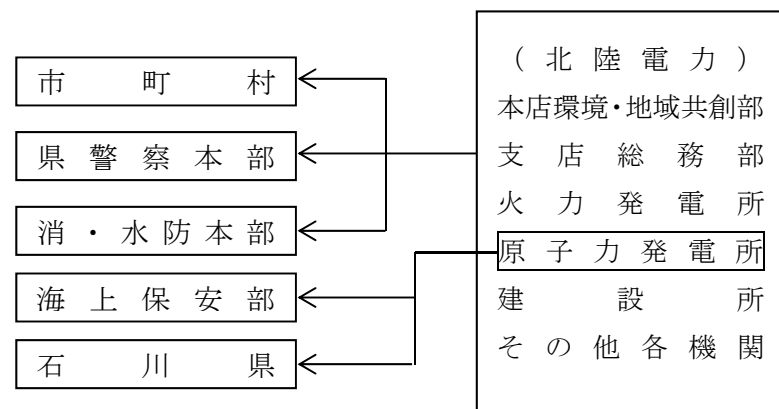 市町村
県警察本部
消・水防本部
海上保安部
石川県
(北陸電力)
本店環境・地域共創部
支店総務部
火力発電所
原子力発電所
建設所
その他各機関